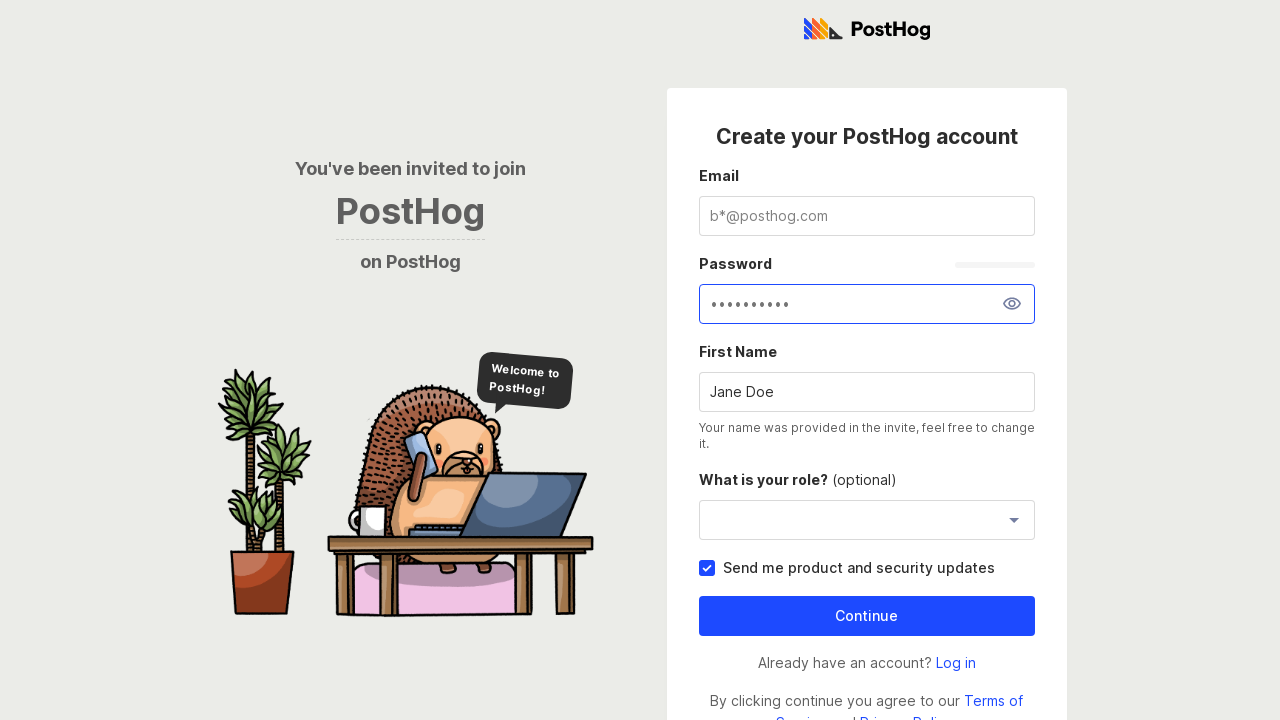 PostHog
You've been invited to join
PostHog
on PostHog
Welcome to
PostHog!
Create your PostHog account
Email
b*@posthog.com
Password
••••••••••
First Name
Jane Doe
Your name was provided in the invite, feel free to change
it.
What is your role? (optional)
Send me product and security updates
Continue
Already have an account? Log in
By clicking continue you agree to our Terms of